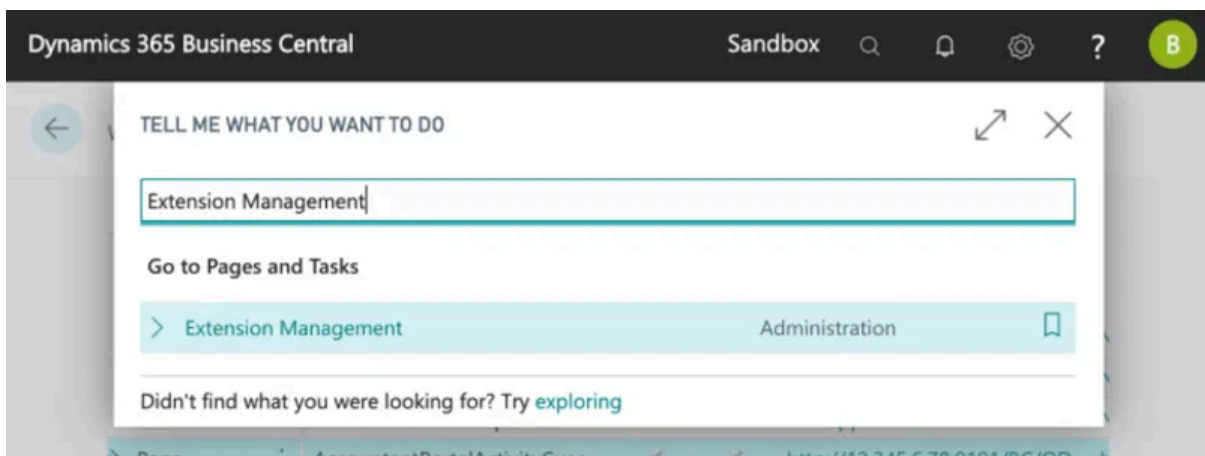 Dynamics 365 Business Central Sandbox ? B
TELL ME WHAT YOU WANT TO DO
Extension Management
Go to Pages and Tasks
Extension Management Administration
Didn't find what you were looking for? Try exploring